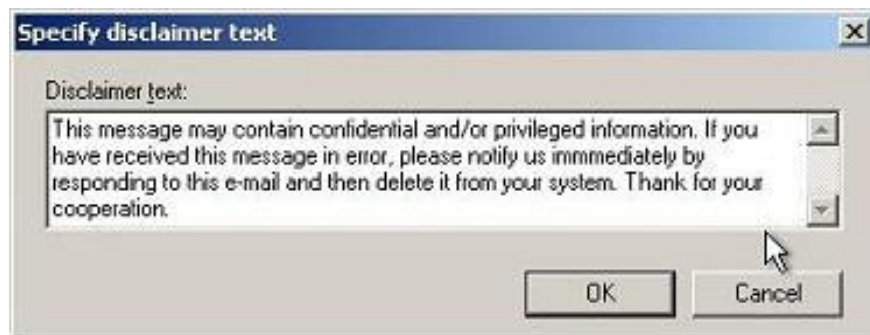 Specify disclaimer text
Disclaimer text:
This message may contain confidential and/or privileged information. If you
have received this message in error, please notify us immmediately by
responding to this e-mail and then delete it from your system. Thank for your
cooperation.
OK
Cancel